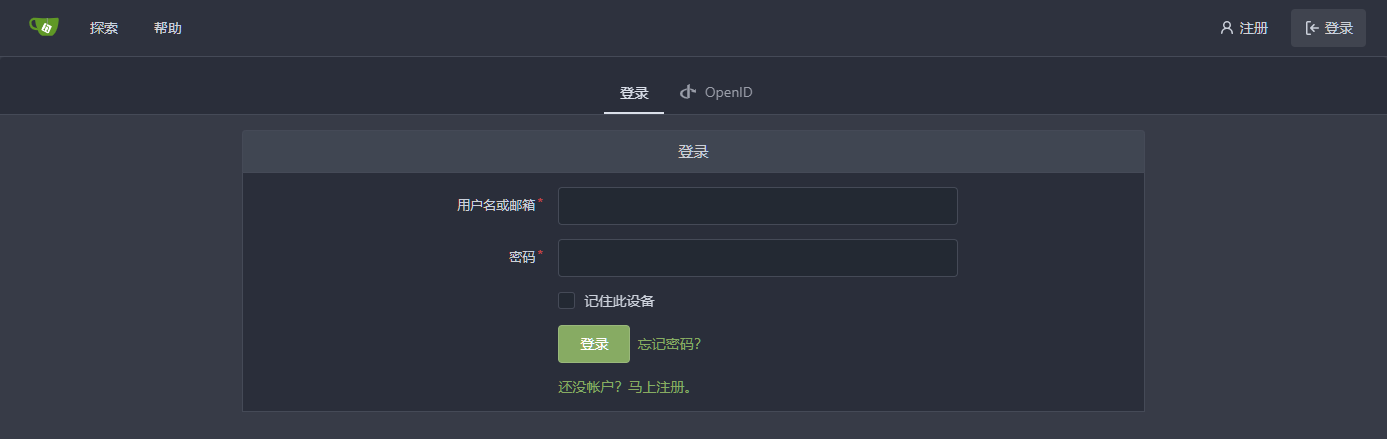 探索 帮助 注册 登录
登录 OpenID
登录
用户名或邮箱*
密码*
记住此设备
登录 忘记密码?
还没帐户？马上注册。